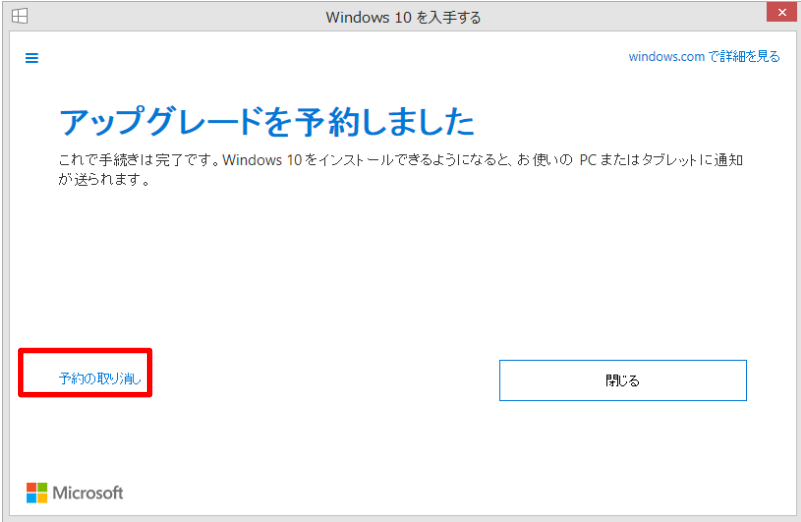 Windows 10 を入手する
windows.com で詳細を見る
アップグレードを予約しました
これで手続きは完了です。Windows 10 をインストールできるようになると、お使いの PC またはタブレットに通知
が送られます。
予約の取り消し
閉じる
Microsoft